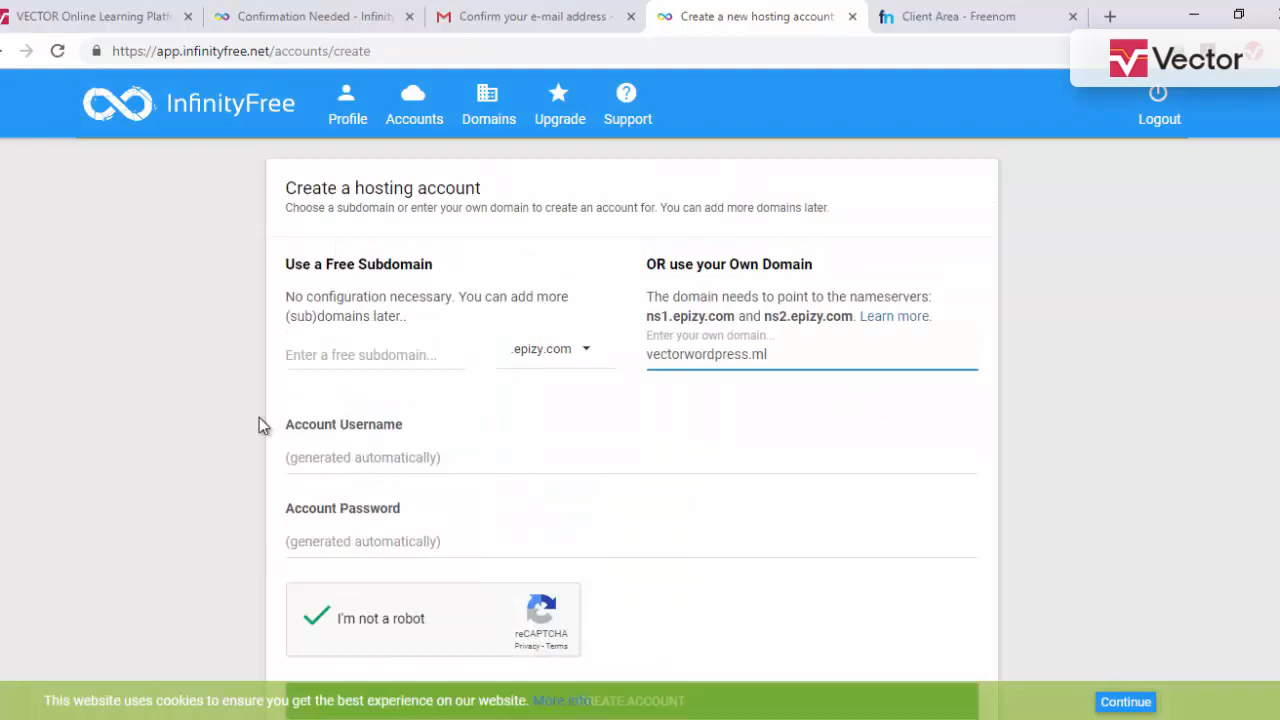 VECTOR Online Learning Platf
Confirmation Needed - Infinity
Confirm your e-mail address -
Create a new hosting account
Client Area - Freenom
https://app.infinityfree.net/accounts/create
Vector
InfinityFree
Profile
Accounts
Domains
Upgrade
Support
Logout
Create a hosting account
Choose a subdomain or enter your own domain to create an account for. You can add more domains later.
Use a Free Subdomain
No configuration necessary. You can add more
(sub)domains later..
Enter a free subdomain...
.epizy.com
OR use your Own Domain
The domain needs to point to the nameservers:
ns1.epizy.com and ns2.epizy.com. Learn more.
Enter your own domain...
vectorwordpress.ml
Account Username
(generated automatically)
Account Password
(generated automatically)
I'm not a robot
reCAPTCHA
Privacy - Terms
This website uses cookies to ensure you get the best experience on our website. More info
CREATE ACCOUNT
Continue